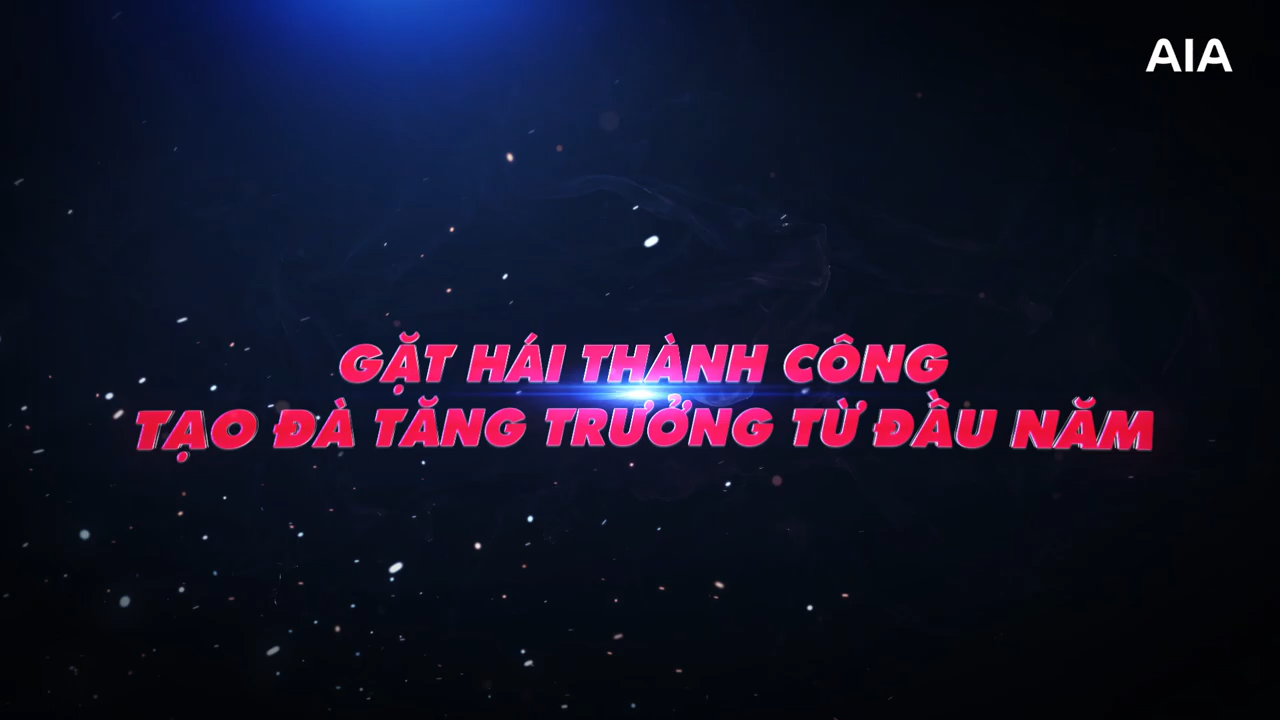 AIA
GẶT HÁI THÀNH CÔNG
TẠO ĐÀ TĂNG TRƯỞNG TỪ ĐẦU NĂM